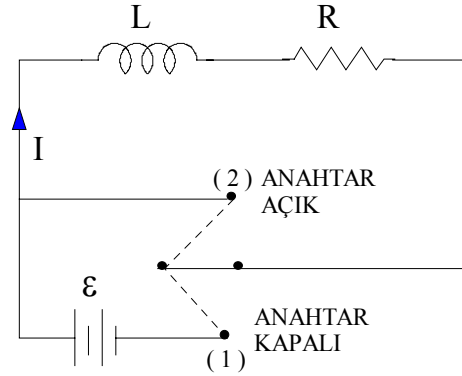 L
R
I
( 2 ) ANAHTAR
AÇIK
ε
ANAHTAR
KAPALI
( 1 )